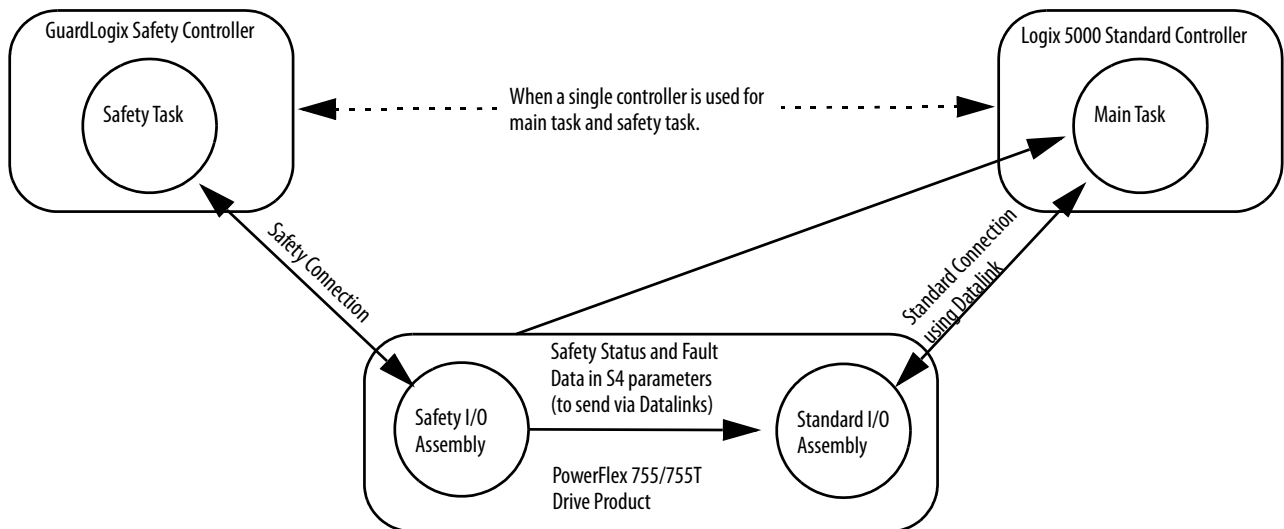 GuardLogix Safety Controller
Safety Task
When a single controller is used for
main task and safety task.
Logix 5000 Standard Controller
Main Task
Safety Connection
Standard Connection
using Datalink
Safety Status and Fault
Data in S4 parameters
(to send via Datalinks)
Safety I/O
Assembly
Standard I/O
Assembly
PowerFlex 755/755T
Drive Product